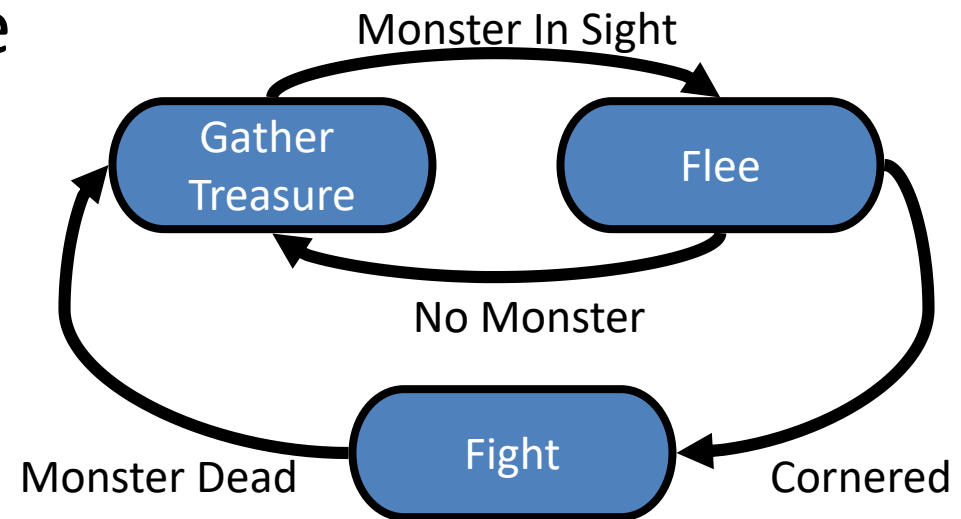 e
Monster In Sight
Gather
Treasure
Flee
No Monster
Fight
Monster Dead
Cornered